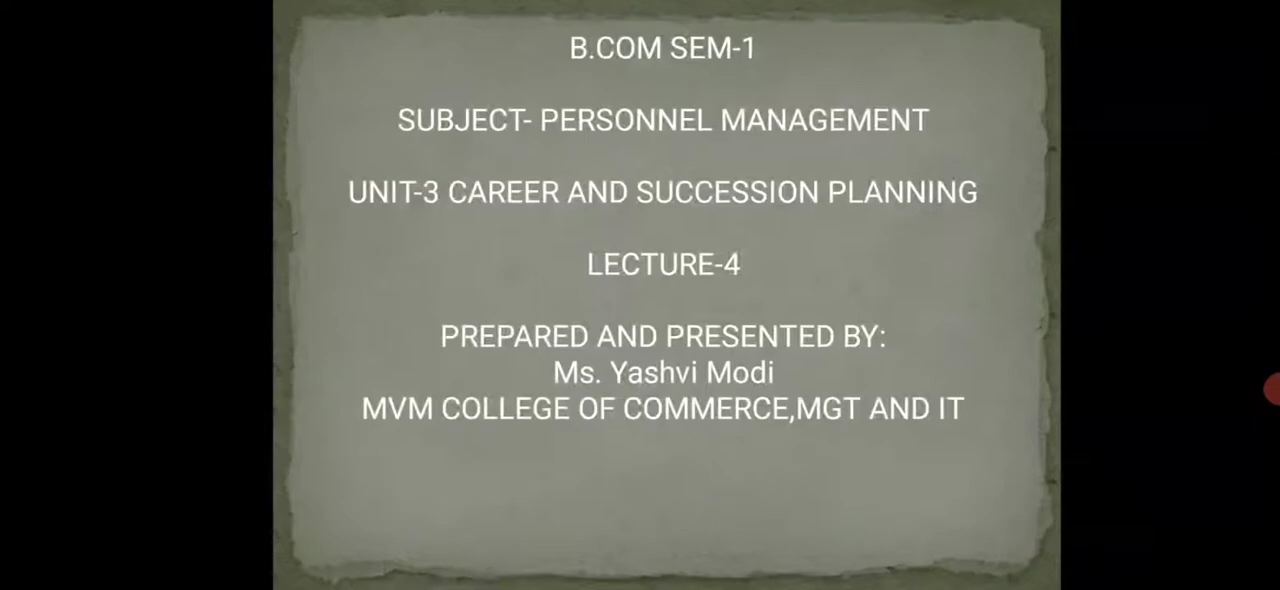 B.COM SEM-1
SUBJECT- PERSONNEL MANAGEMENT
UNIT-3 CAREER AND SUCCESSION PLANNING
LECTURE-4
PREPARED AND PRESENTED BY:
Ms. Yashvi Modi
MVM COLLEGE OF COMMERCE,MGT AND IT